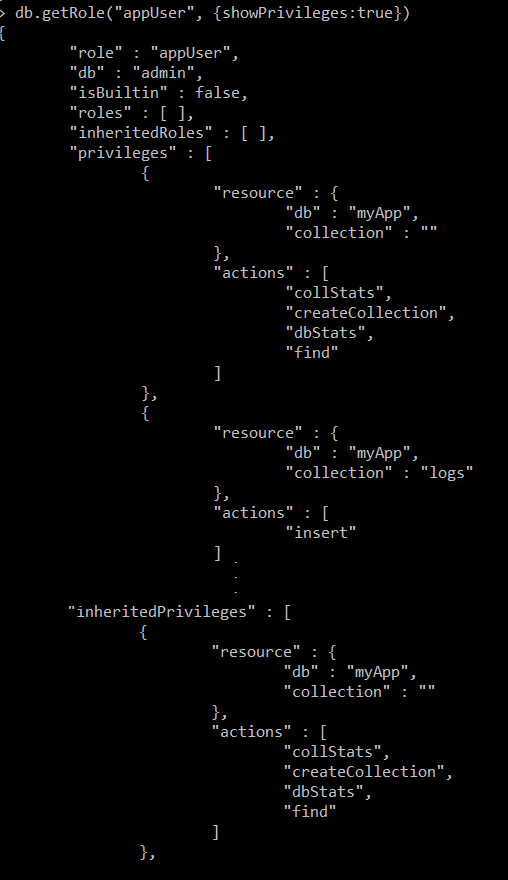 > db.getRole("appUser", {showPrivileges:true})
{
"role" : "appUser",
"db" : "admin",
"isBuiltin" : false,
"roles" : [ ],
"inheritedRoles" : [ ],
"privileges" : [
{
"resource" : {
"db" : "myApp",
"collection" : ""
},
"actions" : [
"collStats",
"createCollection",
"dbStats",
"find"
]
},
{
"resource" : {
"db" : "myApp",
"collection" : "logs"
},
"actions" : [
"insert"
] .
.
.
"inheritedPrivileges" : [
{
"resource" : {
"db" : "myApp",
"collection" : ""
},
"actions" : [
"collStats",
"createCollection",
"dbStats",
"find"
]
},